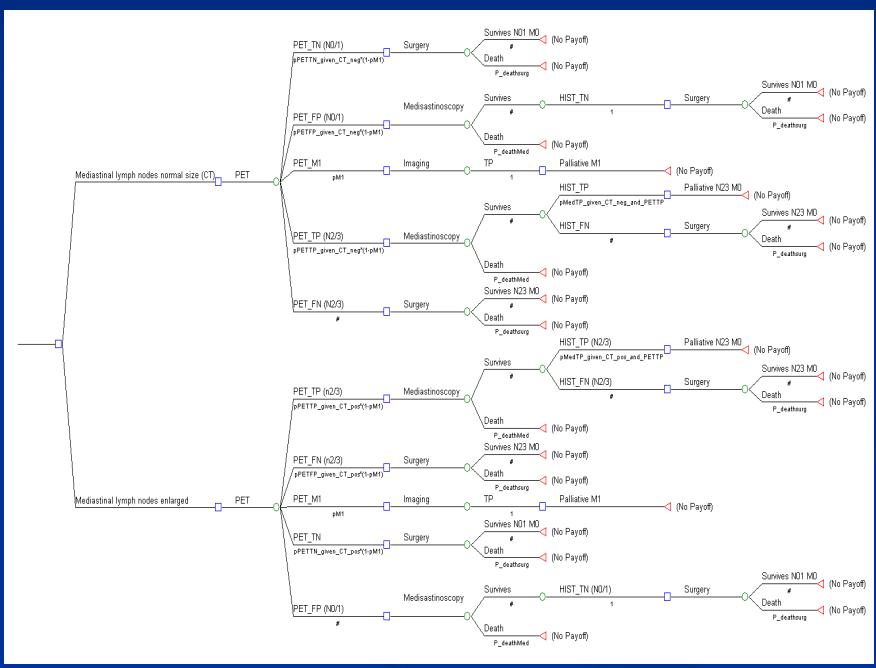 Mediastinal lymph nodes normal size (CT)
PET
PET_TN (N0/1)
pPETTN_given_CT_neg*(1-pM1)
Surgery
Survives N01 M0
#
(No Payoff)
Death
P_deathsurg
(No Payoff)
PET_FP (N0/1)
pPETFP_given_CT_neg*(1-pM1)
Medisastinoscopy
Survives
#
HIST_TN
1
Surgery
Survives N01 M0
#
(No Payoff)
Death
P_deathsurg
(No Payoff)
Death
P_deathMed
(No Payoff)
PET_M1
pM1
Imaging
TP
1
Palliative M1
(No Payoff)
PET_TP (N2/3)
pPETTP_given_CT_neg*(1-pM1)
Mediastinoscopy
Survives
#
HIST_TP
pMedTP_given_CT_neg_and_PETTP
Palliative N23 M0
(No Payoff)
HIST_FN
#
Surgery
Survives N23 M0
#
(No Payoff)
Death
P_deathsurg
(No Payoff)
Death
P_deathMed
(No Payoff)
PET_FN (N2/3)
#
Surgery
Survives N23 M0
#
(No Payoff)
Death
P_deathsurg
(No Payoff)
Mediastinal lymph nodes enlarged
PET
PET_TP (n2/3)
pPETTP_given_CT_pos*(1-pM1)
Mediastinoscopy
Survives
#
HIST_TP (N2/3)
pMedTP_given_CT_pos_and_PETTP
Palliative N23 M0
(No Payoff)
HIST_FN (N2/3)
#
Surgery
Survives N23 M0
#
(No Payoff)
Death
P_deathsurg
(No Payoff)
Death
P_deathMed
(No Payoff)
PET_FN (n2/3)
pPETFP_given_CT_pos*(1-pM1)
Surgery
Survives N23 M0
#
(No Payoff)
Death
P_deathsurg
(No Payoff)
PET_M1
pM1
Imaging
TP
1
Palliative M1
(No Payoff)
PET_TN
pPETTN_given_CT_pos*(1-pM1)
Surgery
Survives N01 M0
#
(No Payoff)
Death
P_deathsurg
(No Payoff)
PET_FP (N0/1)
#
Medisastinoscopy
Survives
#
HIST_TN (N0/1)
1
Surgery
Survives N01 M0
#
(No Payoff)
Death
P_deathsurg
(No Payoff)
Death
P_deathMed
(No Payoff)